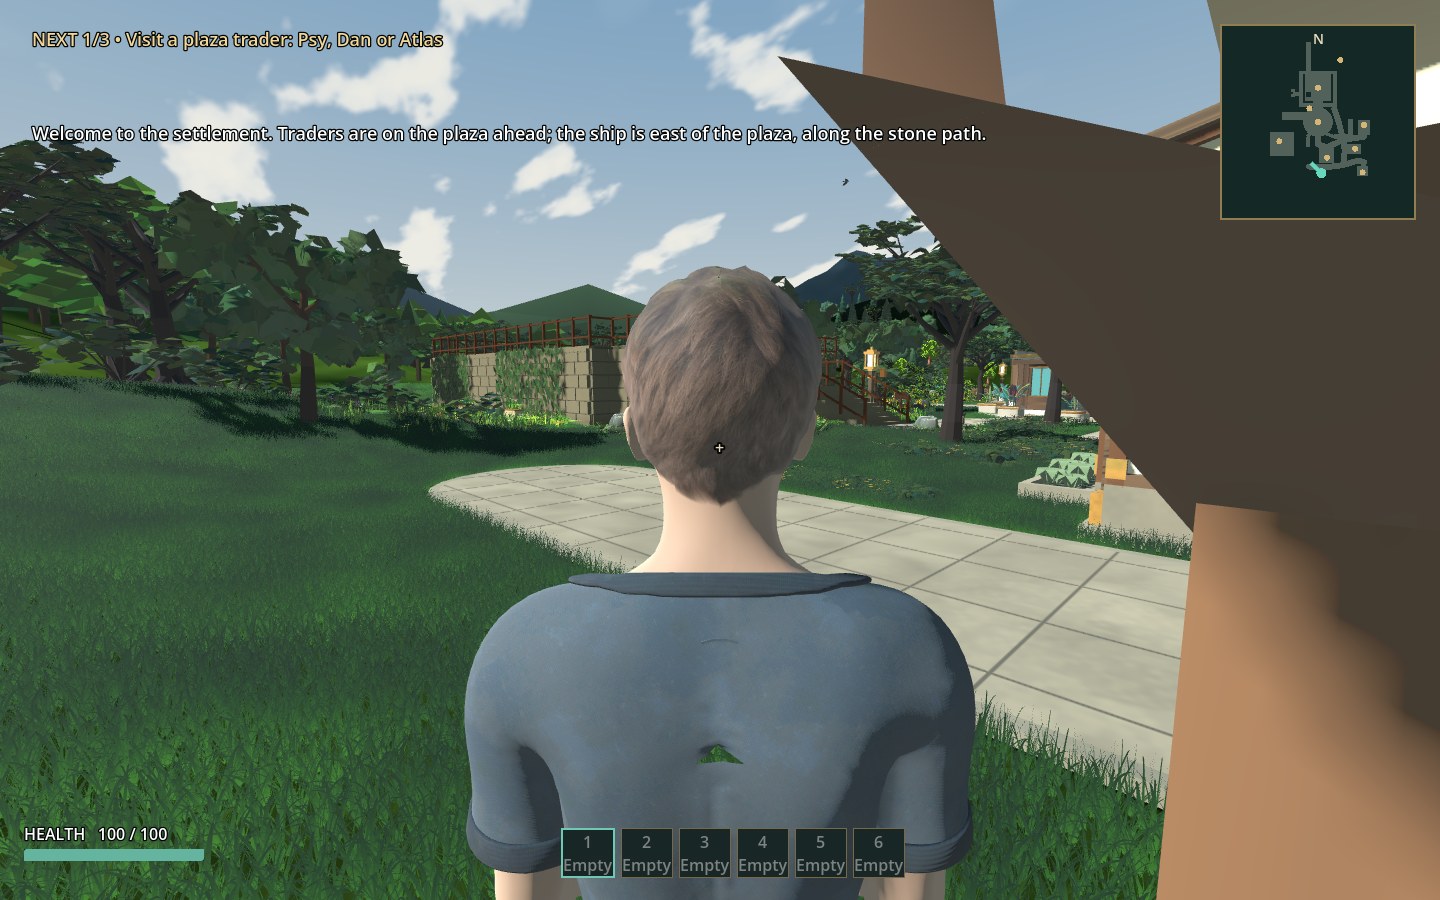 NEXT 1/3 • Visit a plaza trader: Psy, Dan or Atlas
N
Welcome to the settlement. Traders are on the plaza ahead; the ship is east of the plaza, along the stone path.
HEALTH 100 / 100
1 2 3 4 5 6
Empty Empty Empty Empty Empty Empty